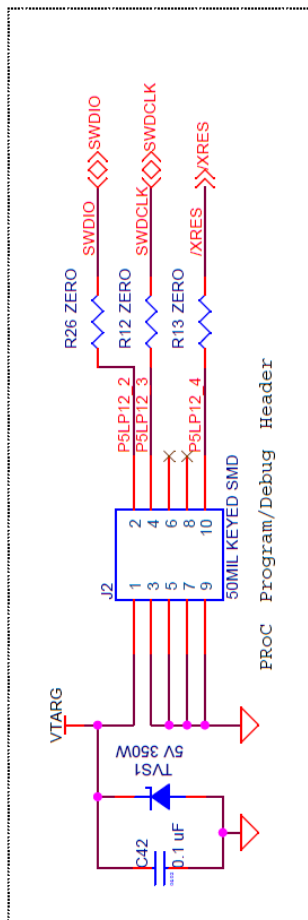 VTARG
TVS1
5V 350W
C42
0.1 uF
J2
1 2
3 4
5 6
7 8
9 10
50MIL KEYED SMD
P5LP12_2
P5LP12_3
P5LP12_4
R26 ZERO
R12 ZERO
R13 ZERO
SWDIO
SWDCLK
/XRES
SWDIO
SWDCLK
/XRES
PRoC Program/Debug Header